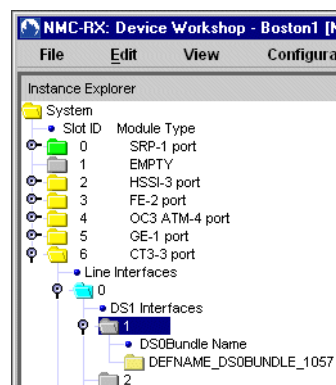 NMC-RX: Device Workshop - Boston1 [N
File Edit View Configura
Instance Explorer
System
Slot ID Module Type
0 SRP-1 port
1 EMPTY
2 HSSI-3 port
3 FE-2 port
4 OC3 ATM-4 port
5 GE-1 port
6 CT3-3 port
Line Interfaces
0
DS1 Interfaces
1
DS0Bundle Name
DEFNAME_DS0BUNDLE_1057
2